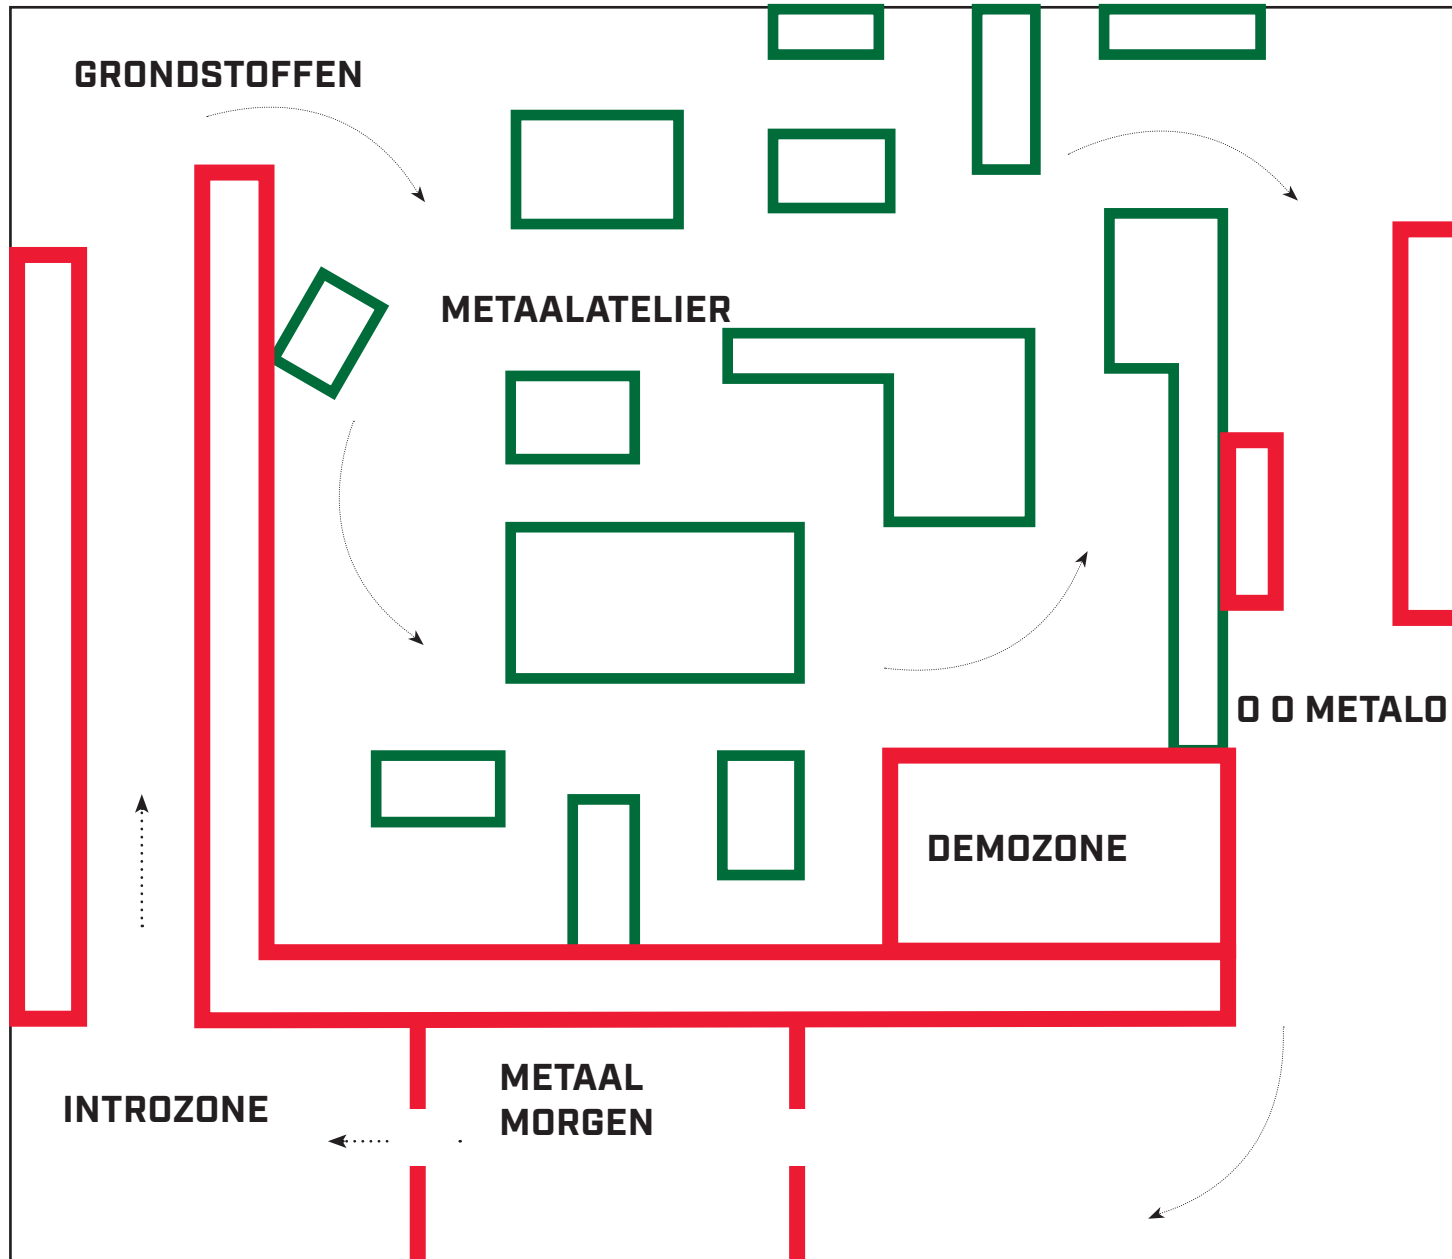 GRONDSTOFFEN
METAALATELIER
O O METALO
DEMOZONE
METAAL
MORGEN
INTROZONE